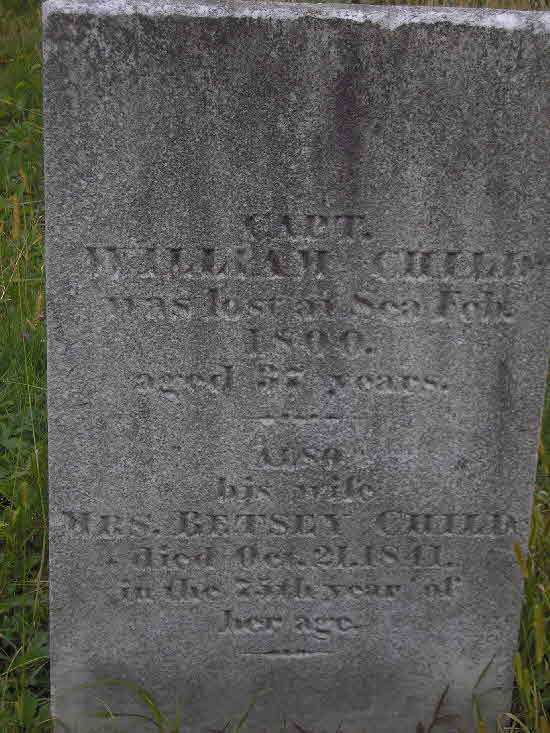 CAPT.
WILLIAM CHILD
was lost at Sea Feb.
1800.
aged 37 years.
ALSO
his wife
MRS. BETSEY CHILD
died Oct. 21, 1841.
in the 75th year of
her age.